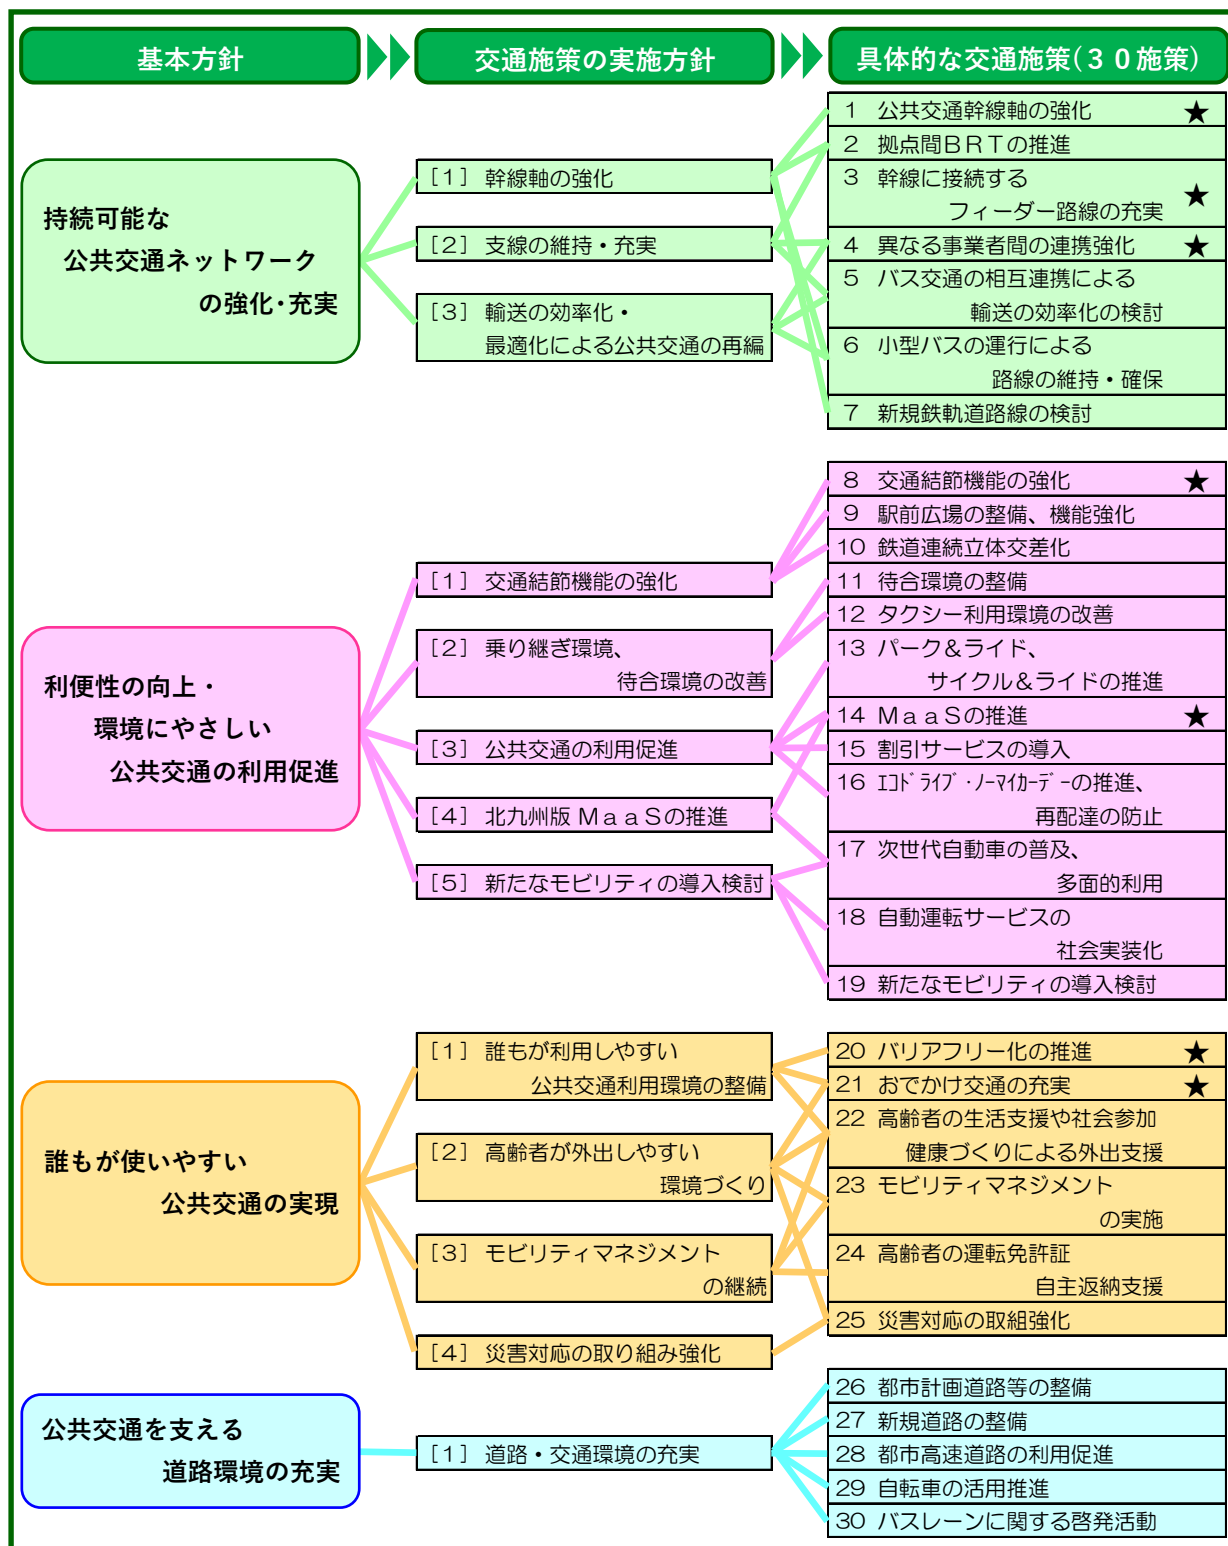 基本方針
交通施策の実施方針
具体的な交通施策(３０施策)
持続可能な
公共交通ネットワーク
の強化・充実
［１］幹線軸の強化
［２］支線の維持・充実
［３］輸送の効率化・
最適化による公共交通の再編
１ 公共交通幹線軸の強化 ★
２ 拠点間ＢＲＴの推進
３ 幹線に接続する
フィーダー路線の充実 ★
４ 異なる事業者間の連携強化 ★
５ バス交通の相互連携による
輸送の効率化の検討
６ 小型バスの運行による
路線の維持・確保
７ 新規鉄軌道路線の検討
利便性の向上・
環境にやさしい
公共交通の利用促進
［１］交通結節機能の強化
［２］乗り継ぎ環境、
待合環境の改善
［３］公共交通の利用促進
［４］北九州版ＭａａＳの推進
［５］新たなモビリティの導入検討
８ 交通結節機能の強化 ★
９ 駅前広場の整備、機能強化
10 鉄道連続立体交差化
11 待合環境の整備
12 タクシー利用環境の改善
13 パーク＆ライド、
サイクル＆ライドの推進
14 ＭａａＳの推進 ★
15 割引サービスの導入
16 ｴｺﾄﾞﾗｲﾌﾞ・ﾉｰﾏｲｶｰﾃﾞｰの推進、
再配達の防止
17 次世代自動車の普及、
多面的利用
18 自動運転サービスの
社会実装化
19 新たなモビリティの導入検討
誰もが使いやすい
公共交通の実現
［１］誰もが利用しやすい
公共交通利用環境の整備
［２］高齢者が外出しやすい
環境づくり
［３］モビリティマネジメント
の継続
［４］災害対応の取り組み強化
20 バリアフリー化の推進 ★
21 おでかけ交通の充実 ★
22 高齢者の生活支援や社会参加
健康づくりによる外出支援
23 モビリティマネジメント
の実施
24 高齢者の運転免許証
自主返納支援
25 災害対応の取組強化
公共交通を支える
道路環境の充実
［１］道路・交通環境の充実
26 都市計画道路等の整備
27 新規道路の整備
28 都市高速道路の利用促進
29 自転車の活用推進
30 バスレーンに関する啓発活動